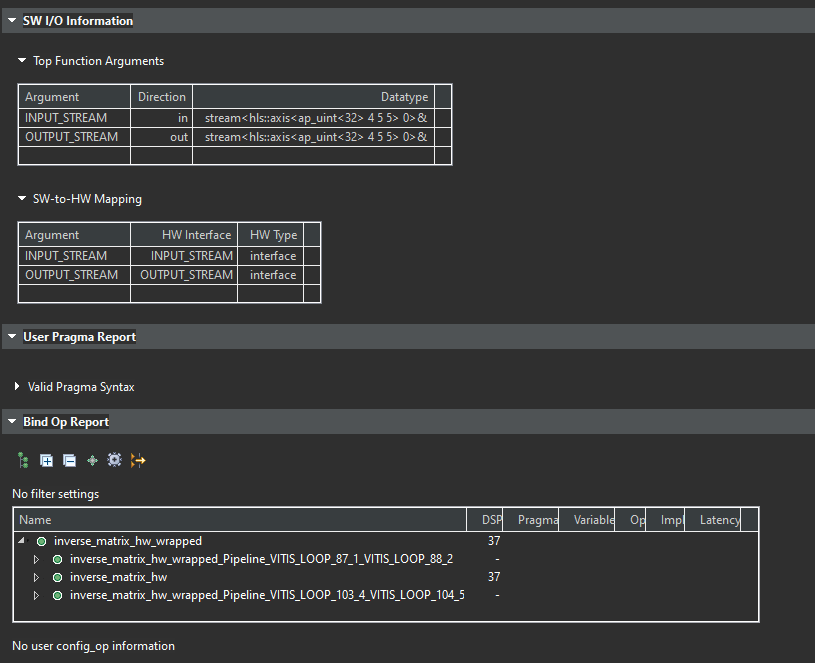 SW I/O Information
Top Function Arguments
Argument Direction Datatype
INPUT_STREAM in stream<hls::axis<ap_uint<32> 4 5 5> 0>&
OUTPUT_STREAM out stream<hls::axis<ap_uint<32> 4 5 5> 0>&
SW-to-HW Mapping
Argument HW Interface HW Type
INPUT_STREAM INPUT_STREAM interface
OUTPUT_STREAM OUTPUT_STREAM interface
User Pragma Report
Valid Pragma Syntax
Bind Op Report
No filter settings
Name DSP Pragma Variable Op Impl Latency
inverse_matrix_hw_wrapped 37
inverse_matrix_hw_wrapped_Pipeline_VITIS_LOOP_87_1_VITIS_LOOP_88_2 -
inverse_matrix_hw 37
inverse_matrix_hw_wrapped_Pipeline_VITIS_LOOP_103_4_VITIS_LOOP_104_5 -
No user config_op information